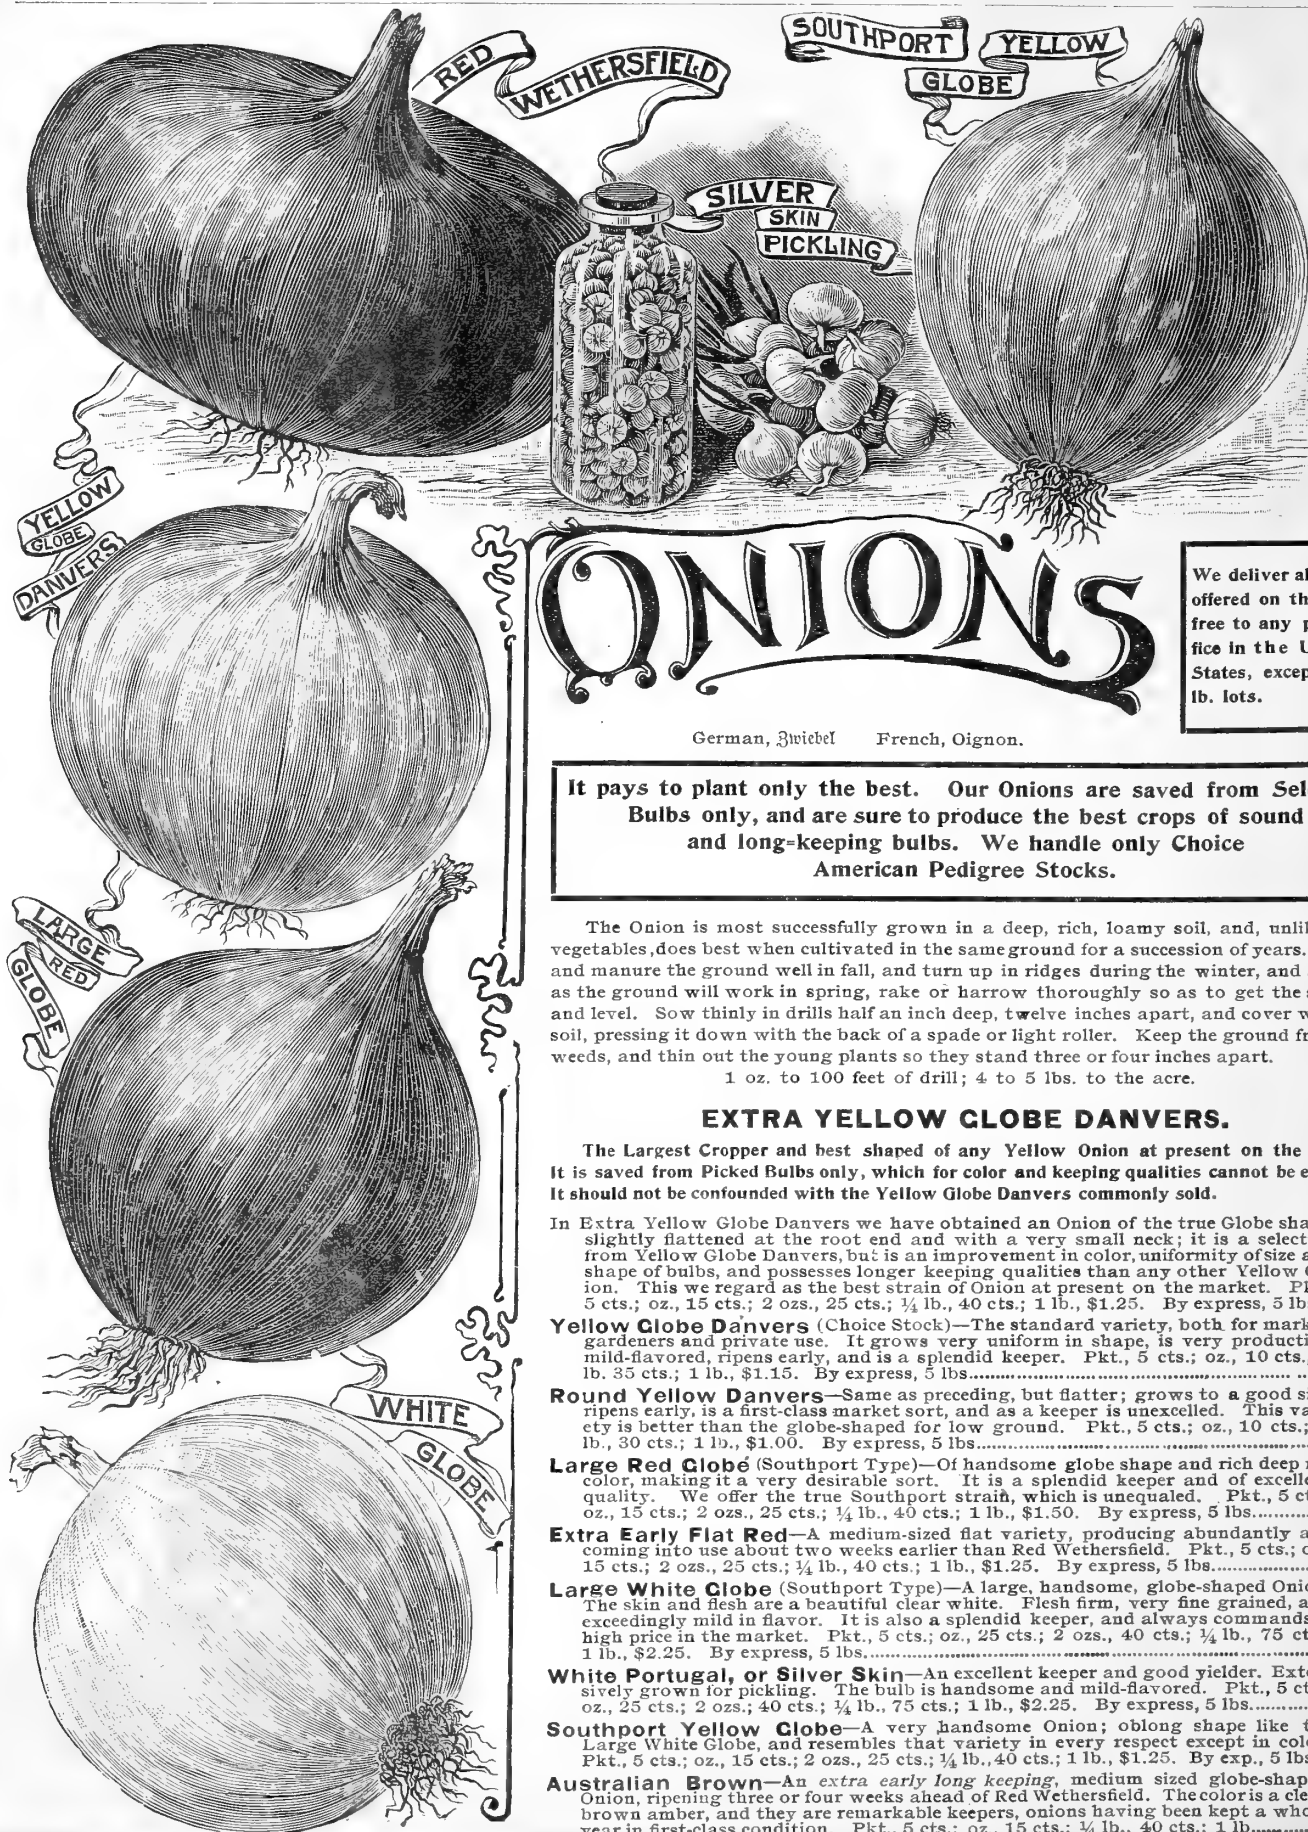 RED
WETHERSFIELD
SOUTHPORT YELLOW
GLOBE
SILVER
SKIN
PICKLING
YELLOW
GLOBE
DANVERS
LARGE
RED
GLOBE
WHITE
GLOBE
ONIONS
We deliver
offered on
free to any
fice in the
States,
lb. lots.
German, Zwiebel French, Oignon.
It pays to plant only the best. Our Onions are saved from
Bulbs only, and are sure to produce the best crops of sound
and long-keeping bulbs. We handle only Choice
American Pedigree Stocks.
The Onion is most successfully grown in a deep, rich, loamy soil, and,
vegetables, does best when cultivated in the same ground for a succession of years.
and manure the ground well in fall, and turn up in ridges during the winter, and
as the ground will work in spring, rake or harrow thoroughly so as to get the
and level. Sow thinly in drills half an inch deep, twelve inches apart, and cover
soil, pressing it down with the back of a spade or light roller. Keep the ground
weeds, and thin out the young plants so they stand three or four inches apart.
1 oz. to 100 feet of drill; 4 to 5 lbs. to the acre.
EXTRA YELLOW GLOBE DANVERS.
The Largest Cropper and best shaped of any Yellow Onion at present on the
It is saved from Picked Bulbs only, which for color and keeping qualities cannot be
It should not be confounded with the Yellow Globe Danvers commonly sold.
In Extra Yellow Globe Danvers we have obtained an Onion of the true Globe
slightly flattened at the root end and with a very small neck; it is a
from Yellow Globe Danvers, but is an improvement in color, uniformity of size
shape of bulbs, and possesses longer keeping qualities than any other Yellow
ion. This we regard as the best strain of Onion at present on the market.
5 cts.; oz., 15 cts.; 2 ozs., 25 cts.; ¼ lb., 40 cts.; 1 lb., $1.25. By express, 5
Yellow Globe Danvers (Choice Stock)—The standard variety, both for
gardeners and private use. It grows very uniform in shape, is very
mild-flavored, ripens early, and is a splendid keeper. Pkt., 5 cts.; oz., 10 cts.
lb. 35 cts.; 1 lb., $1.15. By express, 5 lbs.
Round Yellow Danvers—Same as preceding, but flatter; grows to a good
ripens early, is a first-class market sort, and as a keeper is unexcelled. This
ety is better than the globe-shaped for low ground. Pkt., 5 cts.; oz., 10 cts.;
lb., 30 cts.; 1 lb., $1.00. By express, 5 lbs.
Large Red Globe (Southport Type)—Of handsome globe shape and rich deep
color, making it a very desirable sort. It is a splendid keeper and of
quality. We offer the true Southport strain, which is unequaled. Pkt., 5
oz., 15 cts.; 2 ozs., 25 cts.; ¼ lb., 40 cts.; 1 lb., $1.50. By express, 5 lbs.
Extra Early Flat Red—A medium-sized flat variety, producing abundantly
coming into use about two weeks earlier than Red Wethersfield. Pkt., 5 cts.;
15 cts.; 2 ozs., 25 cts.; ¼ lb., 40 cts.; 1 lb., $1.25. By express, 5 lbs.
Large White Globe (Southport Type)—A large, handsome, globe-shaped
The skin and flesh are a beautiful clear white. Flesh firm, very fine grained,
exceedingly mild in flavor. It is also a splendid keeper, and always commands
high price in the market. Pkt., 5 cts.; oz., 25 cts.; 2 ozs., 40 cts.; ¼ lb., 75
1 lb., $2.25. By express, 5 lbs.
White Portugal, or Silver Skin—An excellent keeper and good yielder.
sively grown for pickling. The bulb is handsome and mild-flavored. Pkt., 5
oz., 25 cts.; 2 ozs.; 40 cts.; ¼ lb., 75 cts.; 1 lb., $2.25. By express, 5 lbs.
Southport Yellow Globe—A very handsome Onion; oblong shape like
Large White Globe, and resembles that variety in every respect except in
Pkt., 5 cts.; oz., 15 cts.; 2 ozs., 25 cts.; ¼ lb., 40 cts.; 1 lb., $1.25. By exp., 5 lbs
Australian Brown—An extra early long keeping, medium sized
Onion, ripening three or four weeks ahead of Red Wethersfield. The color is a
brown amber, and they are remarkable keepers, onions having been kept a
year in first-class condition. Pkt., 5 cts.; oz., 15 cts.; ¼ lb., 40 cts.; 1 lb.